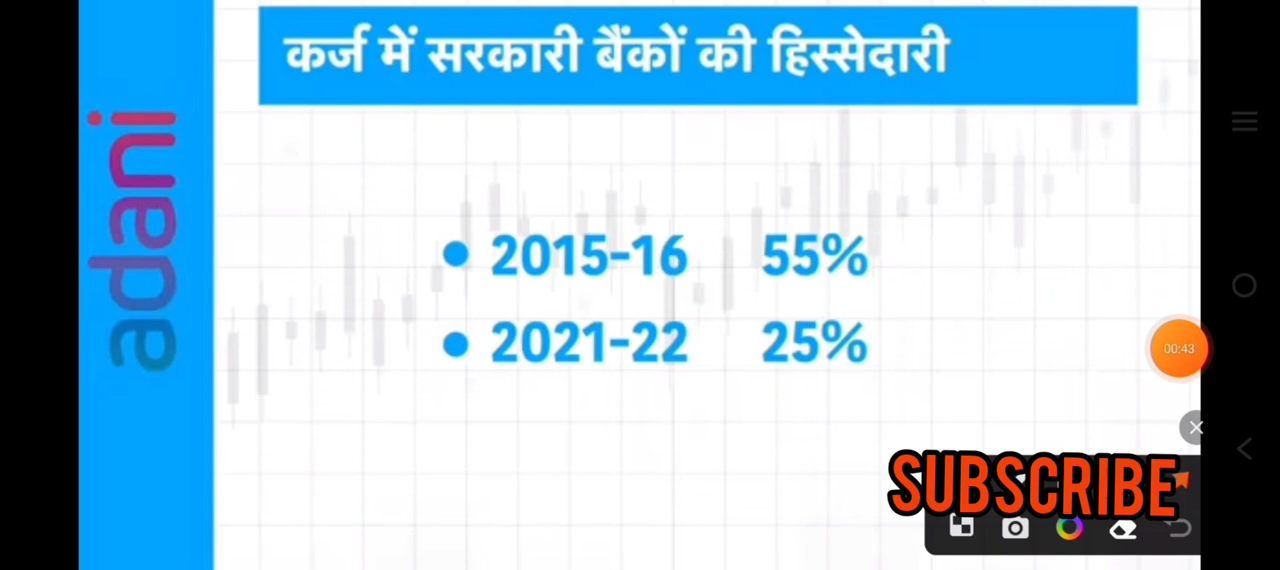 कर्ज में सरकारी बैंकों की हिस्सेदारी
adani
2015-16 55%
2021-22 25%
00:43
SUBSCRIBE